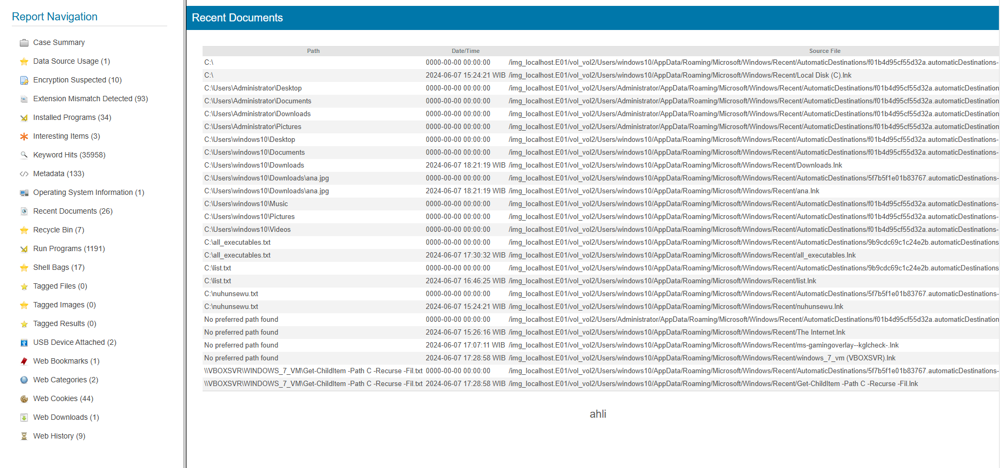 Report Navigation
Case Summary
Data Source Usage (1)
Encryption Suspected (10)
Extension Mismatch Detected (93)
Installed Programs (34)
Interesting Items (3)
Keyword Hits (35958)
Metadata (133)
Operating System Information (1)
Recent Documents (26)
Recycle Bin (7)
Run Programs (1191)
Shell Bags (17)
Tagged Files (0)
Tagged Images (0)
Tagged Results (0)
USB Device Attached (2)
Web Bookmarks (1)
Web Categories (2)
Web Cookies (44)
Web Downloads (1)
Web History (9)
Recent Documents
Path Date/Time Source File
C:\ 0000-00-00 00:00:00 /img_localhost.E01/vol_vol2/Users/windows10/AppData/Roaming/Microsoft/Windows/Recent/AutomaticDestinations/f01b4d95cf55d32a.automaticDestinations-
C:\ 2024-06-07 15:24:21 WIB /img_localhost.E01/vol_vol2/Users/windows10/AppData/Roaming/Microsoft/Windows/Recent/Local Disk (C).lnk
C:\Users\Administrator\Desktop 0000-00-00 00:00:00 /img_localhost.E01/vol_vol2/Users/Administrator/AppData/Roaming/Microsoft/Windows/Recent/AutomaticDestinations/f01b4d95cf55d32a.automaticDestination
C:\Users\Administrator\Documents 0000-00-00 00:00:00 /img_localhost.E01/vol_vol2/Users/Administrator/AppData/Roaming/Microsoft/Windows/Recent/AutomaticDestinations/f01b4d95cf55d32a.automaticDestination
C:\Users\Administrator\Downloads 0000-00-00 00:00:00 /img_localhost.E01/vol_vol2/Users/Administrator/AppData/Roaming/Microsoft/Windows/Recent/AutomaticDestinations/f01b4d95cf55d32a.automaticDestination
C:\Users\Administrator\Pictures 0000-00-00 00:00:00 /img_localhost.E01/vol_vol2/Users/Administrator/AppData/Roaming/Microsoft/Windows/Recent/AutomaticDestinations/f01b4d95cf55d32a.automaticDestination
C:\Users\windows10\Desktop 0000-00-00 00:00:00 /img_localhost.E01/vol_vol2/Users/windows10/AppData/Roaming/Microsoft/Windows/Recent/AutomaticDestinations/f01b4d95cf55d32a.automaticDestinations-
C:\Users\windows10\Documents 0000-00-00 00:00:00 /img_localhost.E01/vol_vol2/Users/windows10/AppData/Roaming/Microsoft/Windows/Recent/AutomaticDestinations/f01b4d95cf55d32a.automaticDestinations-
C:\Users\windows10\Downloads 2024-06-07 18:21:19 WIB /img_localhost.E01/vol_vol2/Users/windows10/AppData/Roaming/Microsoft/Windows/Recent/Downloads.lnk
C:\Users\windows10\Downloads\ana.jpg 0000-00-00 00:00:00 /img_localhost.E01/vol_vol2/Users/windows10/AppData/Roaming/Microsoft/Windows/Recent/AutomaticDestinations/5f7b5f1e01b83767.automaticDestinations-
C:\Users\windows10\Downloads\ana.jpg 2024-06-07 18:21:19 WIB /img_localhost.E01/vol_vol2/Users/windows10/AppData/Roaming/Microsoft/Windows/Recent/ana.lnk
C:\Users\windows10\Music 0000-00-00 00:00:00 /img_localhost.E01/vol_vol2/Users/windows10/AppData/Roaming/Microsoft/Windows/Recent/AutomaticDestinations/f01b4d95cf55d32a.automaticDestinations-
C:\Users\windows10\Pictures 0000-00-00 00:00:00 /img_localhost.E01/vol_vol2/Users/windows10/AppData/Roaming/Microsoft/Windows/Recent/AutomaticDestinations/f01b4d95cf55d32a.automaticDestinations-
C:\Users\windows10\Videos 0000-00-00 00:00:00 /img_localhost.E01/vol_vol2/Users/windows10/AppData/Roaming/Microsoft/Windows/Recent/AutomaticDestinations/f01b4d95cf55d32a.automaticDestinations-
C:\all_executables.txt 0000-00-00 00:00:00 /img_localhost.E01/vol_vol2/Users/windows10/AppData/Roaming/Microsoft/Windows/Recent/AutomaticDestinations/9b9cdc69c1c24e2b.automaticDestinations
C:\all_executables.txt 2024-06-07 17:30:32 WIB /img_localhost.E01/vol_vol2/Users/windows10/AppData/Roaming/Microsoft/Windows/Recent/all_executables.lnk
C:\list.txt 0000-00-00 00:00:00 /img_localhost.E01/vol_vol2/Users/windows10/AppData/Roaming/Microsoft/Windows/Recent/AutomaticDestinations/9b9cdc69c1c24e2b.automaticDestinations
C:\list.txt 2024-06-07 16:46:25 WIB /img_localhost.E01/vol_vol2/Users/windows10/AppData/Roaming/Microsoft/Windows/Recent/list.lnk
C:\nuhunsewu.txt 0000-00-00 00:00:00 /img_localhost.E01/vol_vol2/Users/windows10/AppData/Roaming/Microsoft/Windows/Recent/AutomaticDestinations/5f7b5f1e01b83767.automaticDestinations-
C:\nuhunsewu.txt 2024-06-07 15:24:21 WIB /img_localhost.E01/vol_vol2/Users/windows10/AppData/Roaming/Microsoft/Windows/Recent/nuhunsewu.lnk
No preferred path found 0000-00-00 00:00:00 /img_localhost.E01/vol_vol2/Users/Administrator/AppData/Roaming/Microsoft/Windows/Recent/AutomaticDestinations/f01b4d95cf55d32a.automaticDestination
No preferred path found 2024-06-07 15:26:16 WIB /img_localhost.E01/vol_vol2/Users/windows10/AppData/Roaming/Microsoft/Windows/Recent/The Internet.lnk
No preferred path found 2024-06-07 17:07:11 WIB /img_localhost.E01/vol_vol2/Users/windows10/AppData/Roaming/Microsoft/Windows/Recent/ms-gamingoverlay--kglcheck-.lnk
No preferred path found 2024-06-07 17:28:58 WIB /img_localhost.E01/vol_vol2/Users/windows10/AppData/Roaming/Microsoft/Windows/Recent/windows_7_vm (VBOXSVR).lnk
\\VBOXSVR\WINDOWS_7_VM\Get-ChildItem -Path C -Recurse -Fil.txt 0000-00-00 00:00:00 /img_localhost.E01/vol_vol2/Users/windows10/AppData/Roaming/Microsoft/Windows/Recent/AutomaticDestinations/5f7b5f1e01b83767.automaticDestinations-
\\VBOXSVR\WINDOWS_7_VM\Get-ChildItem -Path C -Recurse -Fil.txt 2024-06-07 17:28:58 WIB /img_localhost.E01/vol_vol2/Users/windows10/AppData/Roaming/Microsoft/Windows/Recent/Get-ChildItem -Path C -Recurse -Fil.lnk
ahli